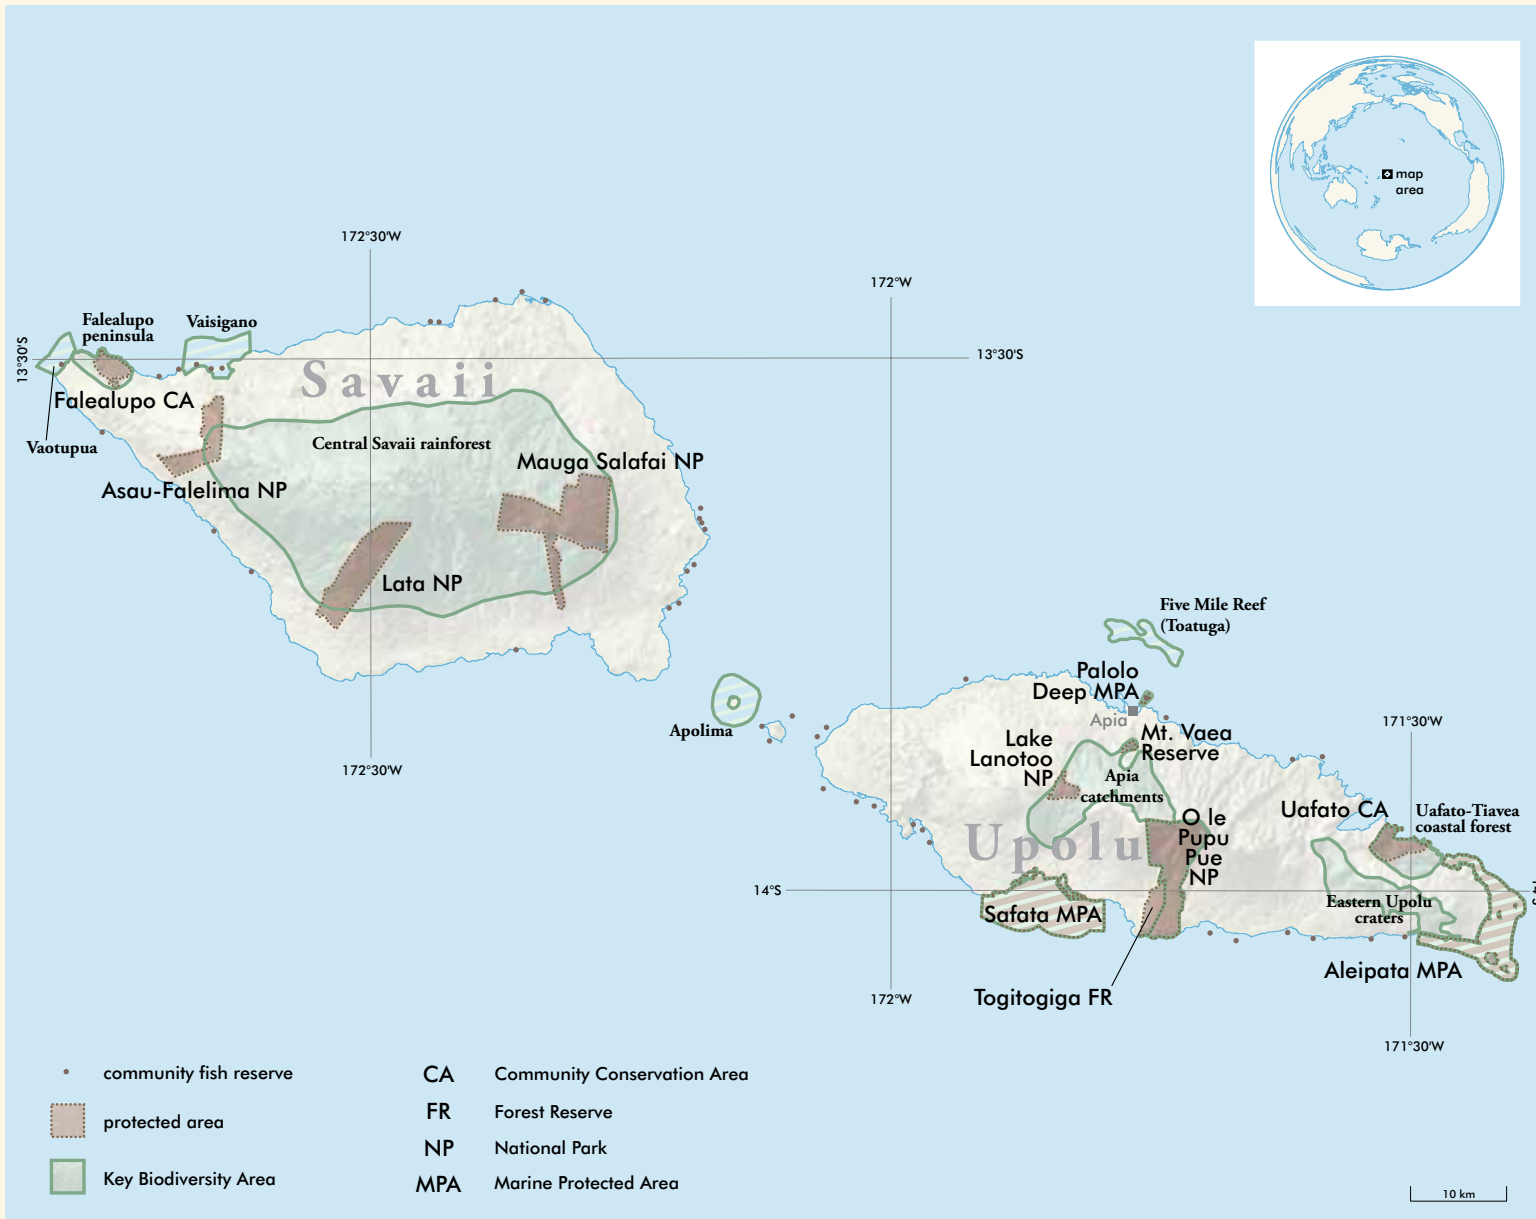 map
area
172°30'W
172°W
Falealupo
peninsula
Vaisigano
13°30'S
13°30'S
Savaii
Falealupo CA
Vaotupua
Central Savaii rainforest
Mauga Salafai NP
Asau-Falelima NP
Lata NP
Five Mile Reef
(Toatuga)
Palolo
Deep MPA
Apia
171°30'W
Apolima
Mt. Vaea
Reserve
Lake
Lanotoo
NP
172°30'W
Apia
catchments
Uafato CA
Uafato-Tiavea
coastal forest
O le
Pupu
Pue
NP
Upolu
14°S
Safata MPA
Eastern Upolu
craters
Aleipata MPA
Togitogiga FR
172°W
171°30'W
community fish reserve
protected area
Key Biodiversity Area
CA Community Conservation Area
FR Forest Reserve
NP National Park
MPA Marine Protected Area
10 km